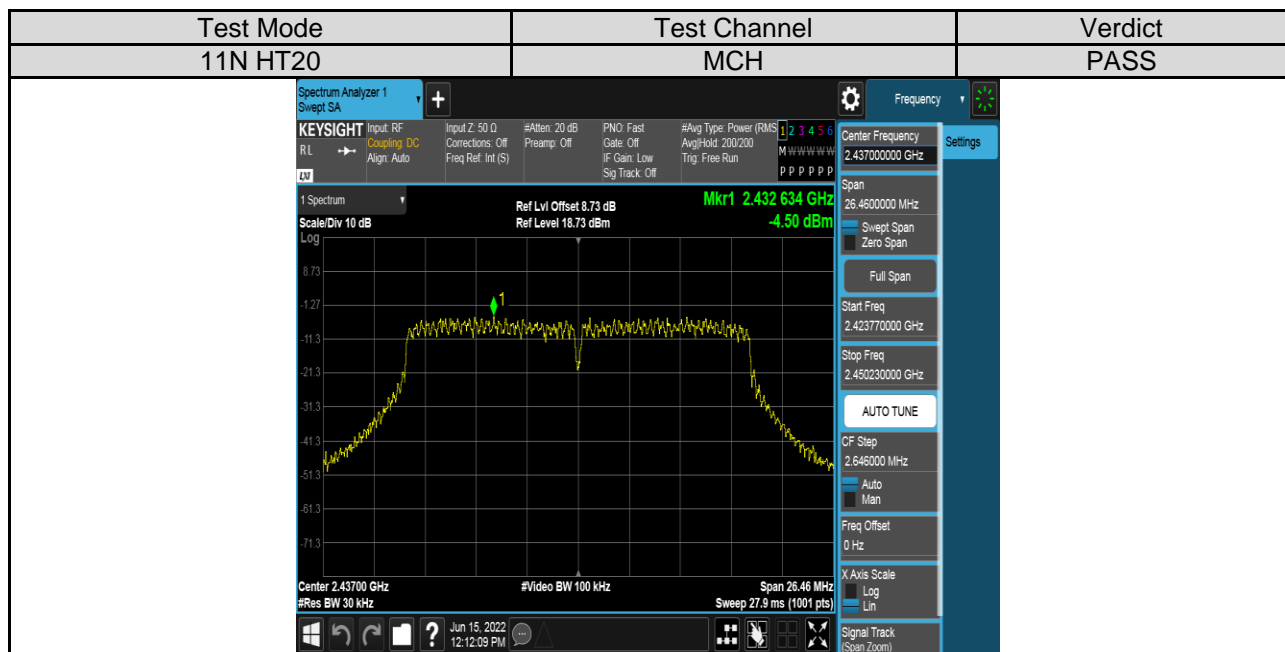 Test Mode Test Channel Verdict
11N HT20 MCH PASS
Spectrum Analyzer 1
Swept SA
+
Frequency
KEYSIGHT
RL
LXI
Input: RF
Coupling: DC
Align: Auto
Input Z: 50 Ω
Corrections: Off
Freq Ref: Int (S)
#Atten: 20 dB
Preamp: Off
PNO: Fast
Gate: Off
IF Gain: Low
Sig Track: Off
#Avg Type: Power (RMS
Avg|Hold: 200/200
Trig: Free Run
1 2 3 4 5 6
M W W W W W
P P P P P P
1 Spectrum
Scale/Div 10 dB
Log
Ref Lvl Offset 8.73 dB
Ref Level 18.73 dBm
Mkr1 2.432 634 GHz
-4.50 dBm
8.73
-1.27
-11.3
-21.3
-31.3
-41.3
-51.3
-61.3
-71.3
1
Center 2.43700 GHz
#Res BW 30 kHz
#Video BW 100 kHz
Span 26.46 MHz
Sweep 27.9 ms (1001 pts)
Center Frequency
2.437000000 GHz
Settings
Span
26.4600000 MHz
Swept Span
Zero Span
Full Span
Start Freq
2.423770000 GHz
Stop Freq
2.450230000 GHz
AUTO TUNE
CF Step
2.646000 MHz
Auto
Man
Freq Offset
0 Hz
X Axis Scale
Log
Lin
Signal Track
(Span Zoom)
?
Jun 15, 2022
12:12:09 PM